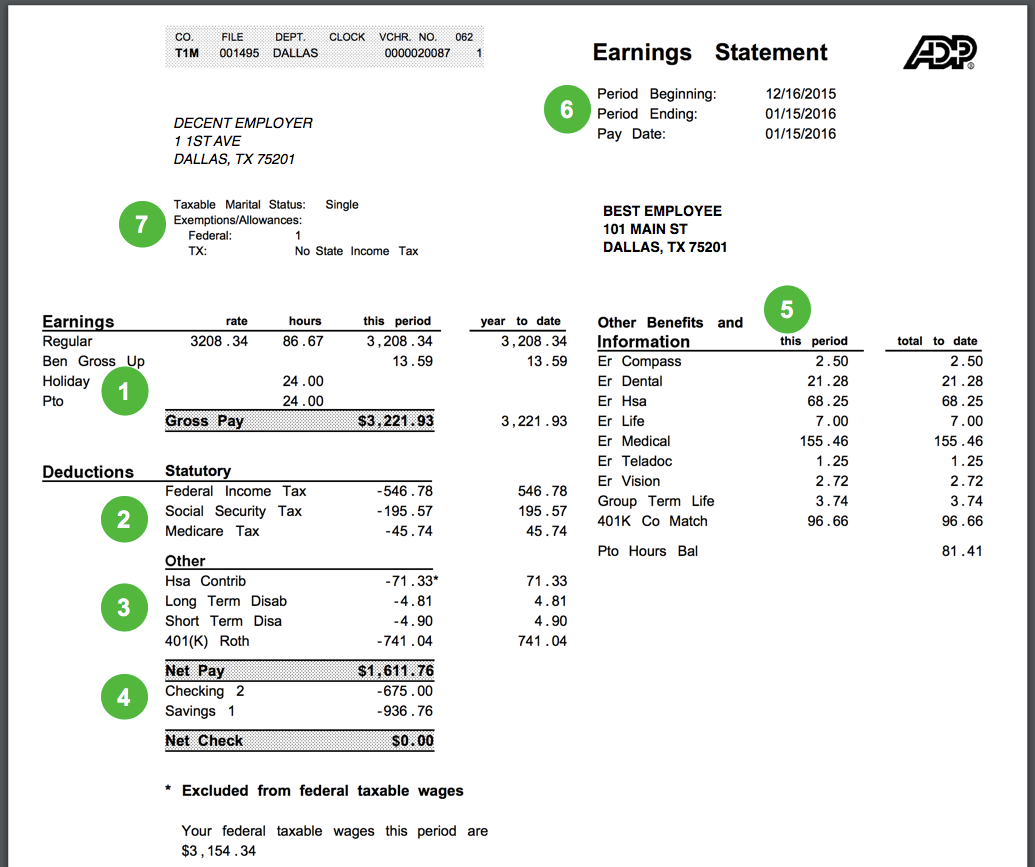 CO. FILE DEPT. CLOCK VCHR. NO. 062
T1M 001495 DALLAS 0000020087 1
Earnings Statement
ADP®
6
Period Beginning: 12/16/2015
Period Ending: 01/15/2016
Pay Date: 01/15/2016
DECENT EMPLOYER
1 1ST AVE
DALLAS, TX 75201
7
Taxable Marital Status: Single
Exemptions/Allowances:
Federal: 1
TX: No State Income Tax
BEST EMPLOYEE
101 MAIN ST
DALLAS, TX 75201
Earnings rate hours this period year to date
Regular 3208.34 86.67 3,208.34 3,208.34
Ben Gross Up 13.59 13.59
Holiday 24.00
1
Pto 24.00
Gross Pay $3,221.93 3,221.93
Deductions Statutory
2
Federal Income Tax -546.78 546.78
Social Security Tax -195.57 195.57
Medicare Tax -45.74 45.74
Other
3
Hsa Contrib -71.33* 71.33
Long Term Disab -4.81 4.81
Short Term Disa -4.90 4.90
401(K) Roth -741.04 741.04
4
Net Pay $1,611.76
Checking 2 -675.00
Savings 1 -936.76
Net Check $0.00
* Excluded from federal taxable wages
Your federal taxable wages this period are
$3,154.34
5
Other Benefits and
Information this period total to date
Er Compass 2.50 2.50
Er Dental 21.28 21.28
Er Hsa 68.25 68.25
Er Life 7.00 7.00
Er Medical 155.46 155.46
Er Teladoc 1.25 1.25
Er Vision 2.72 2.72
Group Term Life 3.74 3.74
401K Co Match 96.66 96.66
Pto Hours Bal 81.41